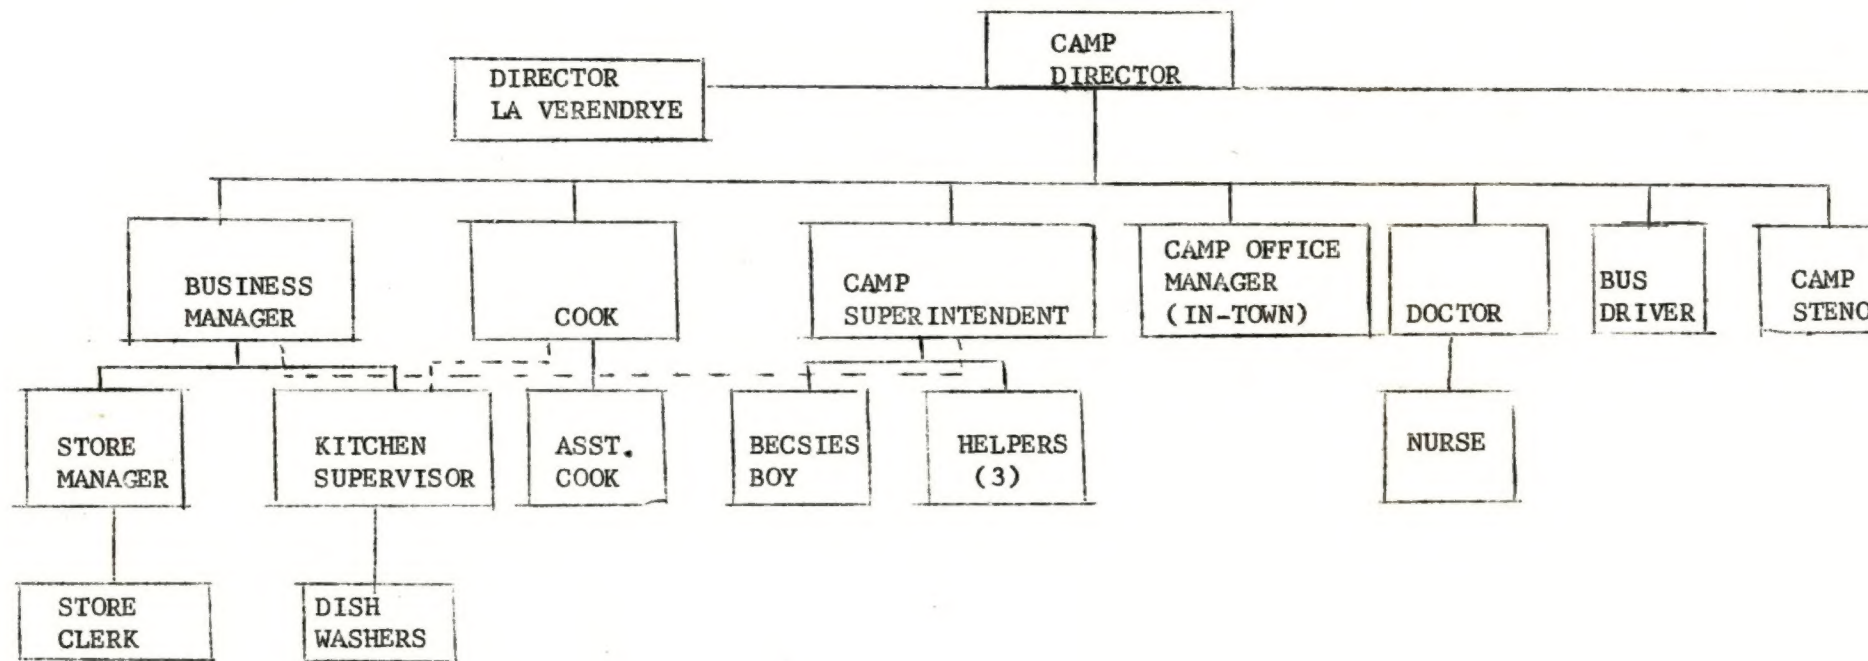 CAMP
DIRECTOR
DIRECTOR
LA VERENDRYE
BUSINESS
MANAGER
COOK
CAMP
SUPERINTENDENT
CAMP OFFICE
MANAGER
(IN-TOWN)
DOCTOR
BUS
DRIVER
CAMP
STENO
STORE
MANAGER
KITCHEN
SUPERVISOR
ASST.
COOK
BECSIES
BOY
HELPERS
(3)
NURSE
STORE
CLERK
DISH
WASHERS